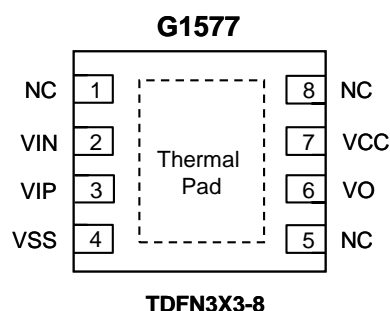 G1577
NC 1 8 NC
VIN 2 7 VCC
Thermal
Pad
VIP 3 6 VO
VSS 4 5 NC
TDFN3X3-8